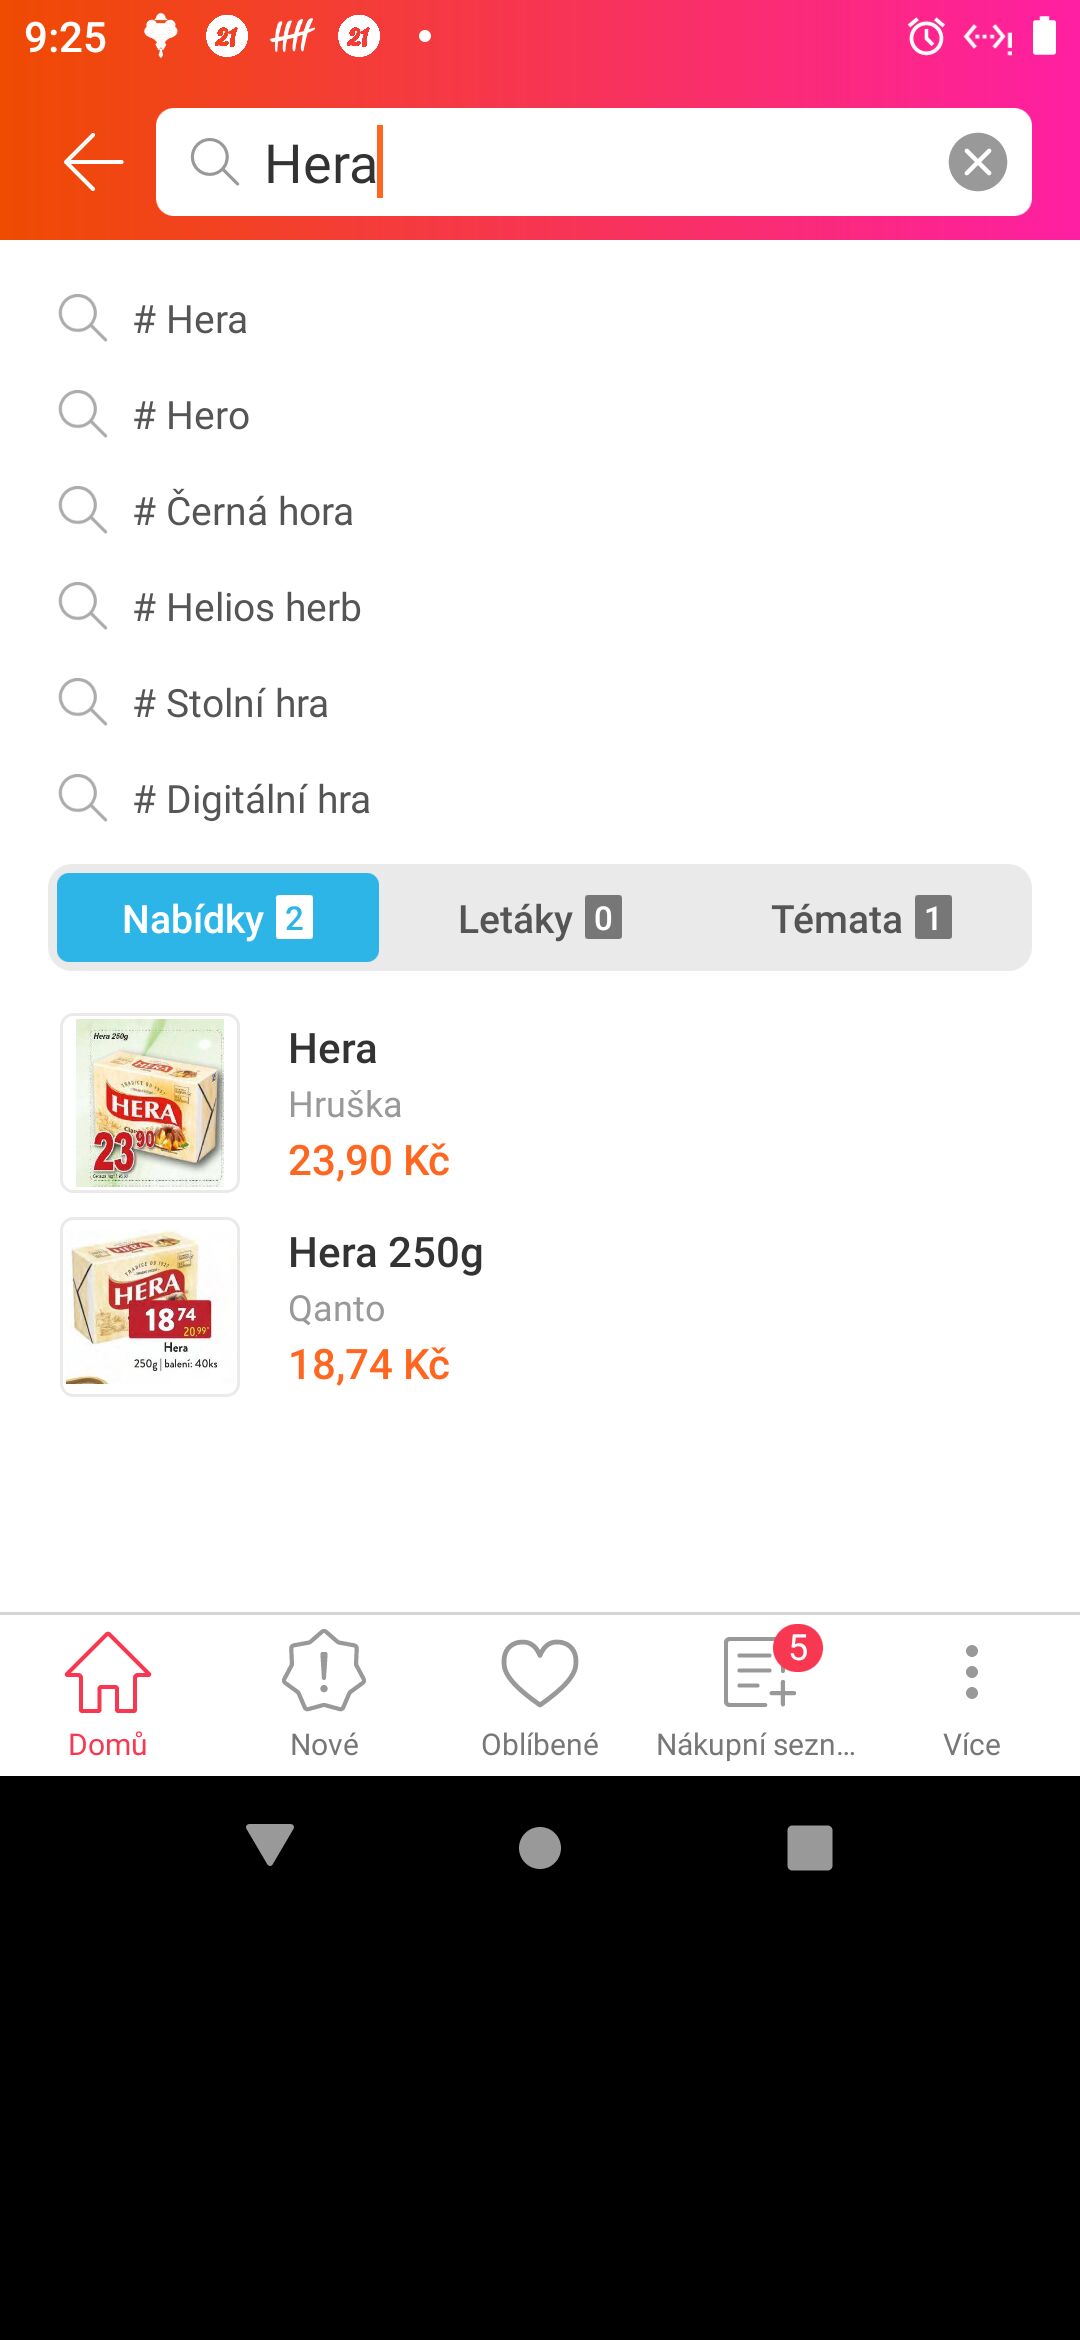 9:25
21
21
Hera
# Hera
# Hero
# Černá hora
# Helios herb
# Stolní hra
# Digitální hra
Nabídky 2
Letáky 0
Témata 1
Hera 250g
HERA
23 90
Hera
Hruška
23,90 Kč
HERA
18 74
20.99*
Hera
250g | balení: 40ks
Hera 250g
Qanto
18,74 Kč
5
Domů
Nové
Oblíbené
Nákupní sezn...
Více